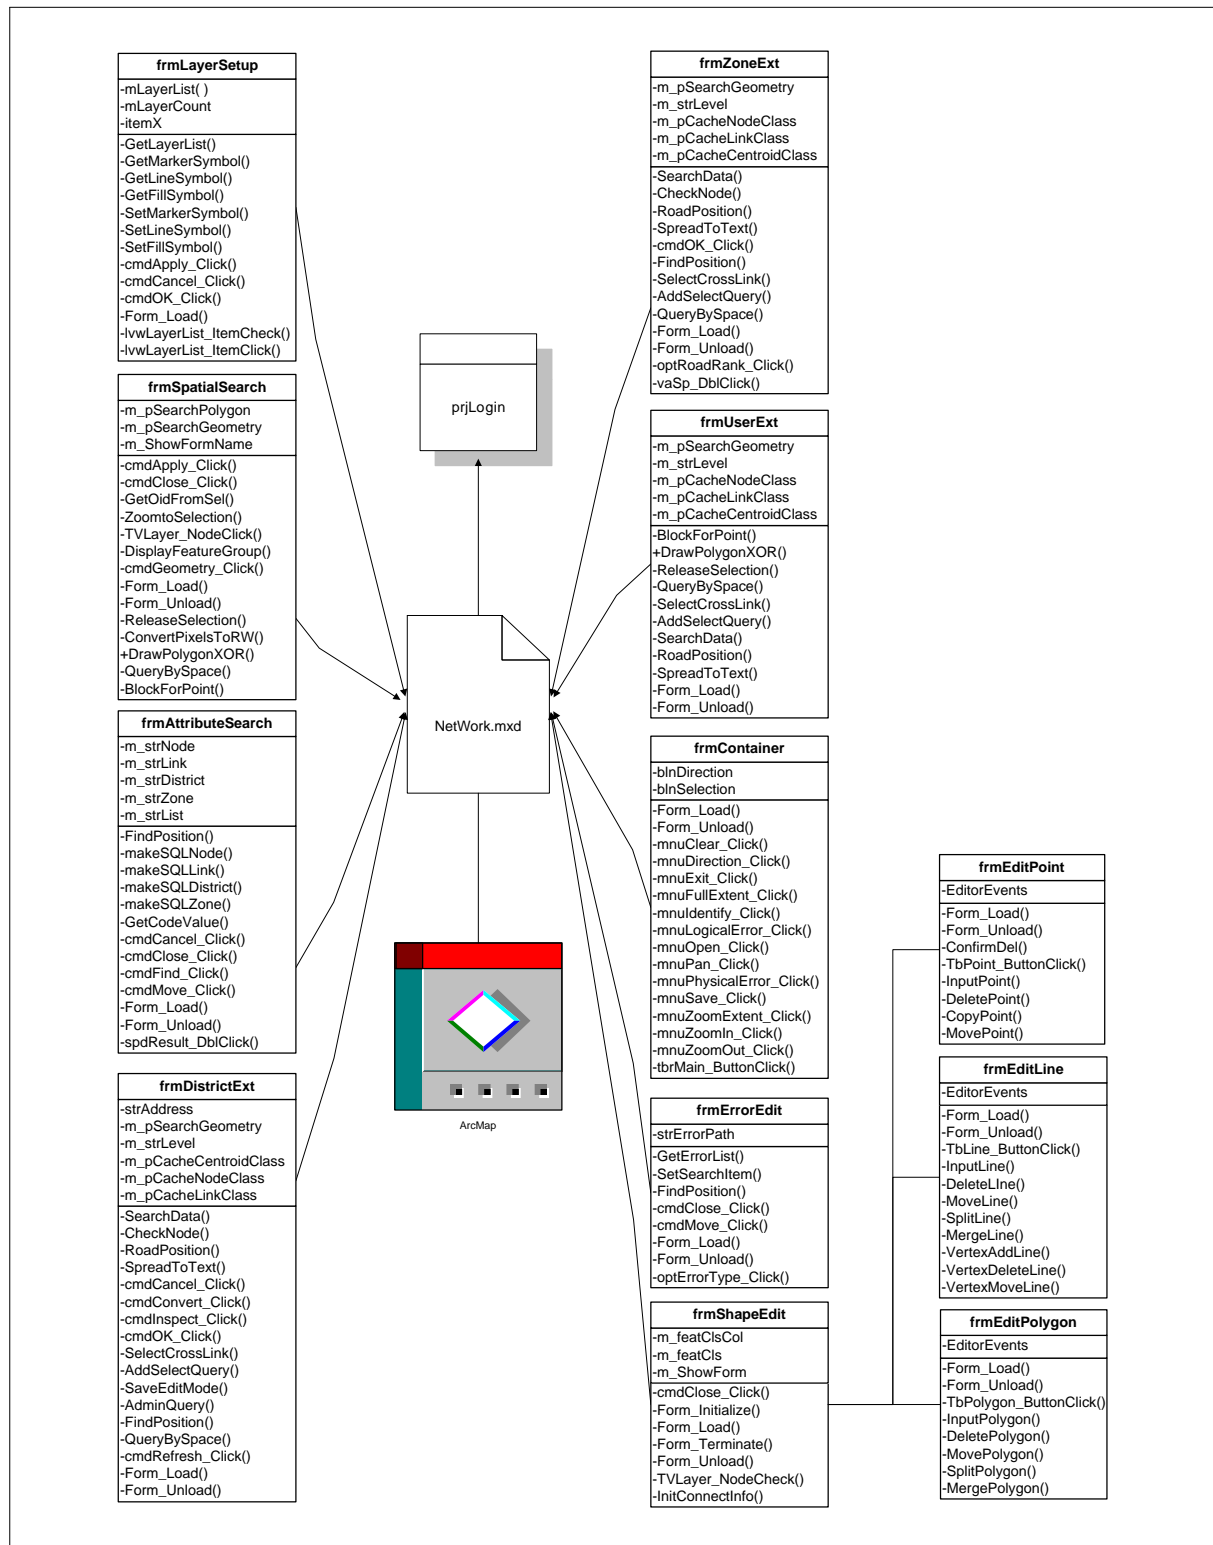 frmLayerSetup
-mLayerList( )
-mLayerCount
-itemX
-GetLayerList()
-GetMarkerSymbol()
-GetLineSymbol()
-GetFillSymbol()
-SetMarkerSymbol()
-SetLineSymbol()
-SetFillSymbol()
-cmdApply_Click()
-cmdCancel_Click()
-cmdOK_Click()
-Form_Load()
-lvwLayerList_ItemCheck()
-lvwLayerList_ItemClick()
frmSpatialSearch
-m_pSearchPolygon
-m_pSearchGeometry
-m_ShowFormName
-cmdApply_Click()
-cmdClose_Click()
-GetOidFromSel()
-ZoomtoSelection()
-TVLayer_NodeClick()
-DisplayFeatureGroup()
-cmdGeometry_Click()
-Form_Load()
-Form_Unload()
-ReleaseSelection()
-ConvertPixelsToRW()
+DrawPolygonXOR()
-QueryBySpace()
-BlockForPoint()
frmAttributeSearch
-m_strNode
-m_strLink
-m_strDistrict
-m_strZone
-m_strList
-FindPosition()
-makeSQLNode()
-makeSQLLink()
-makeSQLDistrict()
-makeSQLZone()
-GetCodeValue()
-cmdCancel_Click()
-cmdClose_Click()
-cmdFind_Click()
-cmdMove_Click()
-Form_Load()
-Form_Unload()
-spdResult_DblClick()
frmDistrictExt
-strAddress
-m_pSearchGeometry
-m_strLevel
-m_pCacheCentroidClass
-m_pCacheNodeClass
-m_pCacheLinkClass
-SearchData()
-CheckNode()
-RoadPosition()
-SpreadToText()
-cmdCancel_Click()
-cmdConvert_Click()
-cmdInspect_Click()
-cmdOK_Click()
-SelectCrossLink()
-AddSelectQuery()
-SaveEditMode()
-AdminQuery()
-FindPosition()
-QueryBySpace()
-cmdRefresh_Click()
-Form_Load()
-Form_Unload()
prjLogin
NetWork.mxd
ArcMap
frmZoneExt
-m_pSearchGeometry
-m_strLevel
-m_pCacheNodeClass
-m_pCacheLinkClass
-m_pCacheCentroidClass
-SearchData()
-CheckNode()
-RoadPosition()
-SpreadToText()
-cmdOK_Click()
-FindPosition()
-SelectCrossLink()
-AddSelectQuery()
-QueryBySpace()
-Form_Load()
-Form_Unload()
-optRoadRank_Click()
-vaSp_DblClick()
frmUserExt
-m_pSearchGeometry
-m_strLevel
-m_pCacheNodeClass
-m_pCacheLinkClass
-m_pCacheCentroidClass
-BlockForPoint()
+DrawPolygonXOR()
-ReleaseSelection()
-QueryBySpace()
-SelectCrossLink()
-AddSelectQuery()
-SearchData()
-RoadPosition()
-SpreadToText()
-Form_Load()
-Form_Unload()
frmContainer
-blnDirection
-blnSelection
-Form_Load()
-Form_Unload()
-mnuClear_Click()
-mnuDirection_Click()
-mnuExit_Click()
-mnuFullExtent_Click()
-mnuIdentify_Click()
-mnuLogicalError_Click()
-mnuOpen_Click()
-mnuPan_Click()
-mnuPhysicalError_Click()
-mnuSave_Click()
-mnuZoomExtent_Click()
-mnuZoomIn_Click()
-mnuZoomOut_Click()
-tbrMain_ButtonClick()
frmErrorEdit
-strErrorPath
-GetErrorList()
-SetSearchItem()
-FindPosition()
-cmdClose_Click()
-cmdMove_Click()
-Form_Load()
-Form_Unload()
-optErrorType_Click()
frmShapeEdit
-m_featClsCol
-m_featCls
-m_ShowForm
-cmdClose_Click()
-Form_Initialize()
-Form_Load()
-Form_Terminate()
-Form_Unload()
-TVLayer_NodeCheck()
-InitConnectInfo()
frmEditPoint
-EditorEvents
-Form_Load()
-Form_Unload()
-ConfirmDel()
-TbPoint_ButtonClick()
-InputPoint()
-DeletePoint()
-CopyPoint()
-MovePoint()
frmEditLine
-EditorEvents
-Form_Load()
-Form_Unload()
-TbLine_ButtonClick()
-InputLine()
-DeleteLIne()
-MoveLine()
-SplitLine()
-MergeLine()
-VertexAddLine()
-VertexDeleteLine()
-VertexMoveLine()
frmEditPolygon
-EditorEvents
-Form_Load()
-Form_Unload()
-TbPolygon_ButtonClick()
-InputPolygon()
-DeletePolygon()
-MovePolygon()
-SplitPolygon()
-MergePolygon()